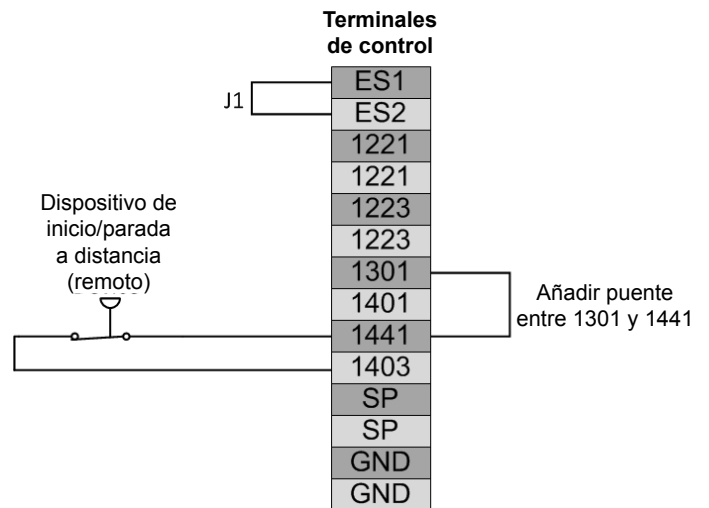 Terminales
de control
ES1
J1
ES2
1221
1221
Dispositivo de
inicio/parada
a distancia
(remoto)
1223
1223
1301
Añadir puente
entre 1301 y 1441
1401
1441
1403
SP
SP
GND
GND